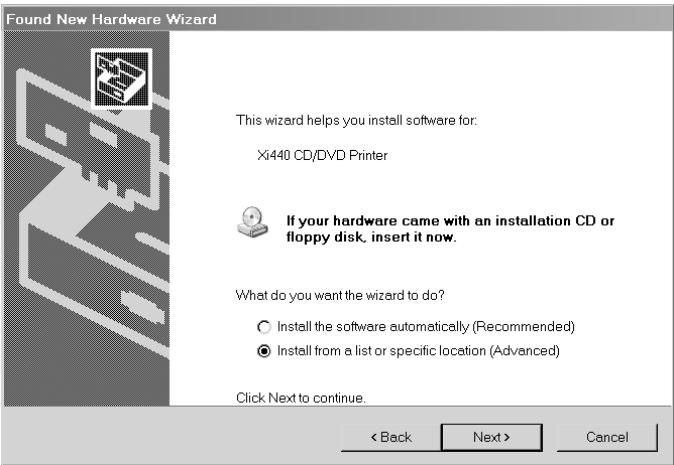 Found New Hardware Wizard
This wizard helps you install software for:
Xi440 CD/DVD Printer
If your hardware came with an installation CD or
floppy disk, insert it now.
What do you want the wizard to do?
Install the software automatically (Recommended)
Install from a list or specific location (Advanced)
Click Next to continue.
< Back Next > Cancel